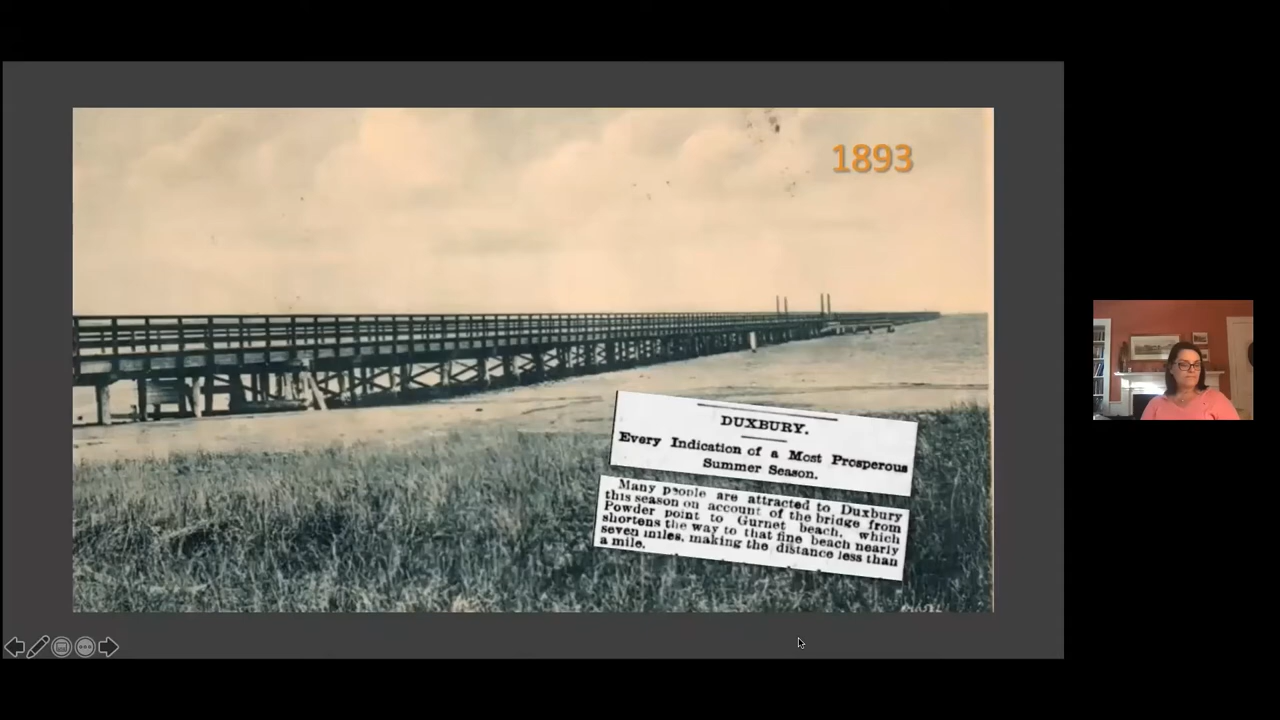 1893
DUXBURY.
Every Indication of a Most Prosperous
Summer Season.
Many people are attracted to Duxbury
this season on account of the bridge from
Powder point to Gurnet beach, which
shortens the way to that fine beach nearly
seven miles, making the distance less than
a mile.